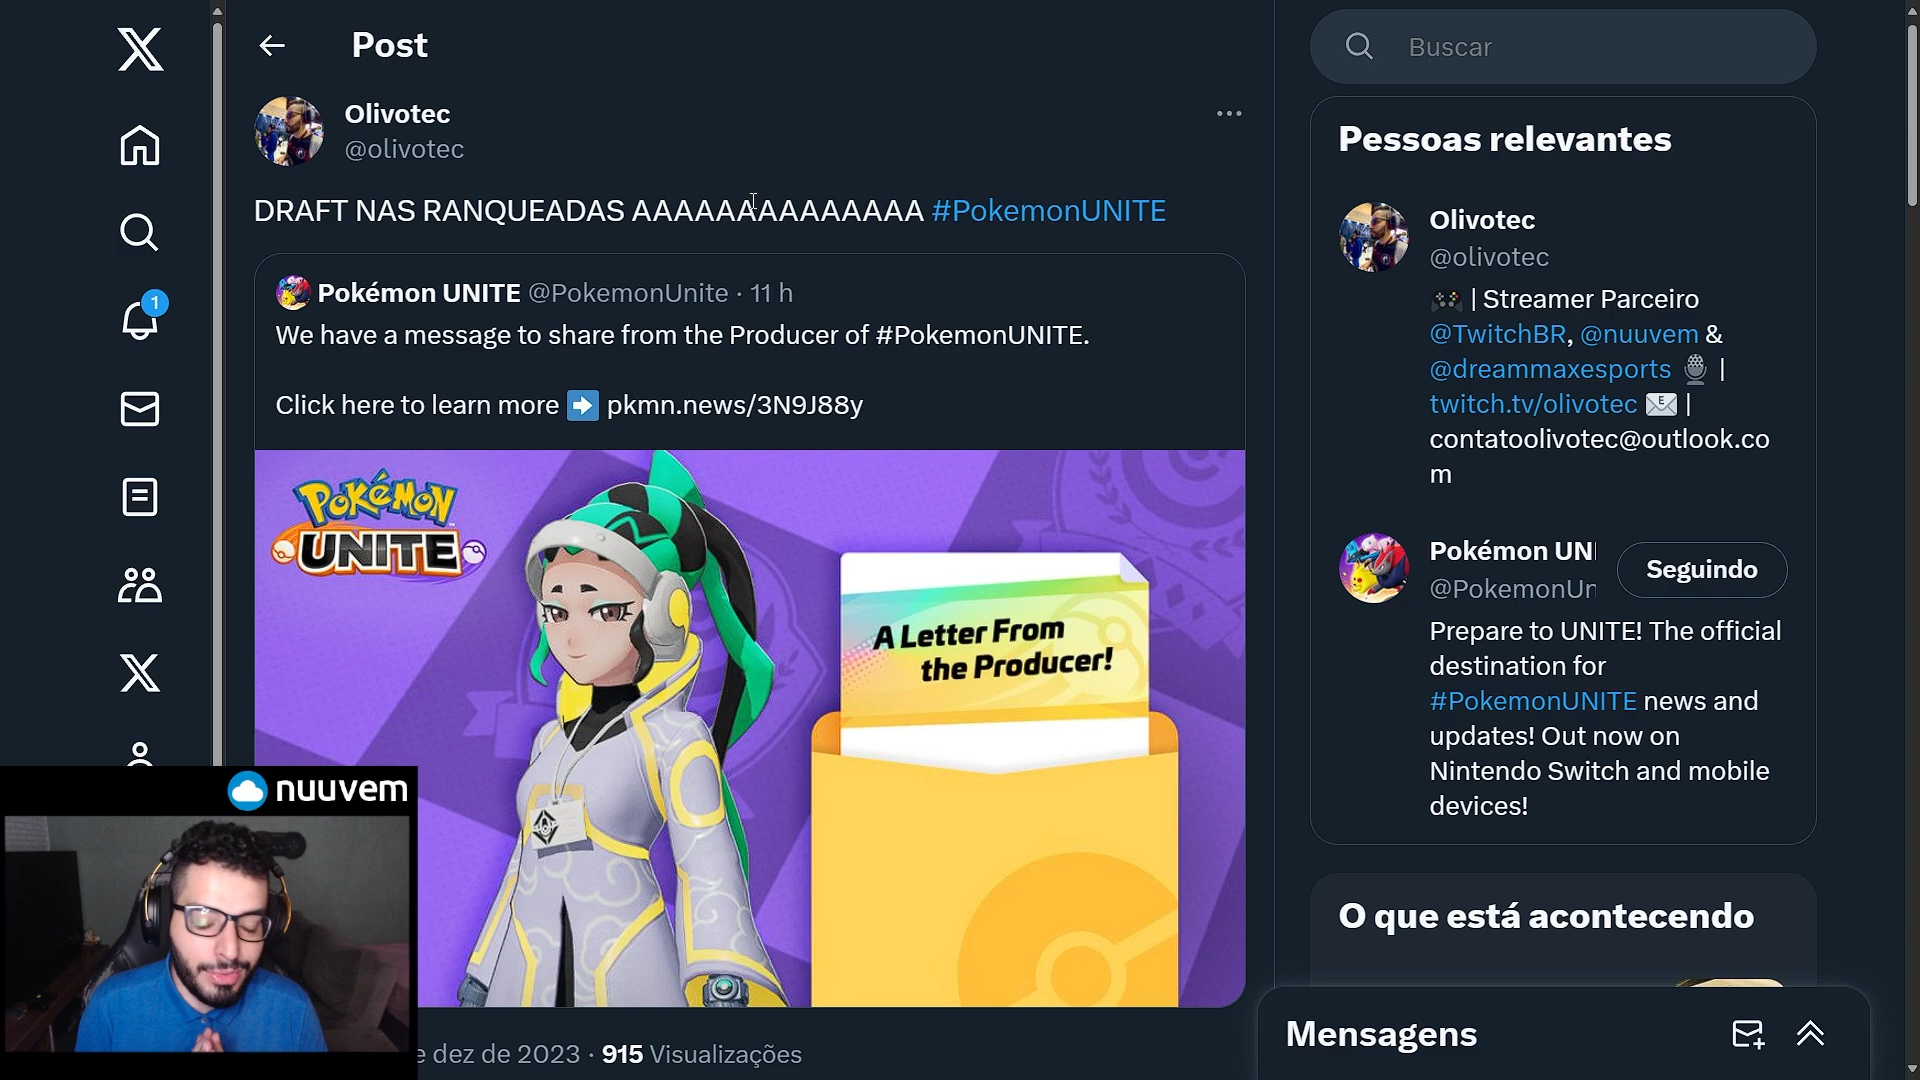 Post
Buscar
Olivotec
@olivotec
DRAFT NAS RANQUEADAS AAAAAAAAAAAAAA #PokemonUNITE
Pokémon UNITE @PokemonUnite · 11 h
We have a message to share from the Producer of #PokemonUNITE.
Click here to learn more ➡️ pkmn.news/3N9J88y
POKÉMON
UNITE
A Letter From
the Producer!
nuuvem
e dez de 2023 · 915 Visualizações
Pessoas relevantes
Olivotec
@olivotec
🎮 | Streamer Parceiro
@TwitchBR, @nuuvem &
@dreammaxesports 🎙️ |
twitch.tv/olivotec 📧 |
contatoolivotec@outlook.co
m
Pokémon UNI
@PokemonUn
Seguindo
Prepare to UNITE! The official
destination for
#PokemonUNITE news and
updates! Out now on
Nintendo Switch and mobile
devices!
O que está acontecendo
Mensagens
1